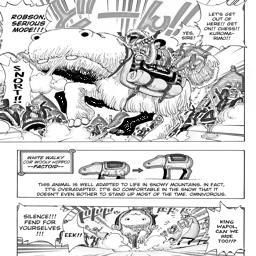 ROBSON,
SERIOUS
MODE!!!
LET'S GET
OUT OF
HERE!! GET
ON!! CHESS!!
KUROMA-
RIMO!!
YES,
SIRE!
SNORT!!
WHITE WALKY
(OR WOOLY HIPPO)
--FACTOID--
THIS ANIMAL IS WELL ADAPTED TO LIFE IN SNOWY MOUNTAINS. IN FACT,
IT'S OVERADAPTED. IT'S SO COMFORTABLE IN THE SNOW THAT IT
DOESN'T EVEN BOTHER TO STAND UP MOST OF THE TIME. OMNIVOROUS.
SILENCE!!!
FEND FOR
YOURSELVES
!!!
EEK!!
KING
WAPOL,
CAN WE
RIDE
TOO!?